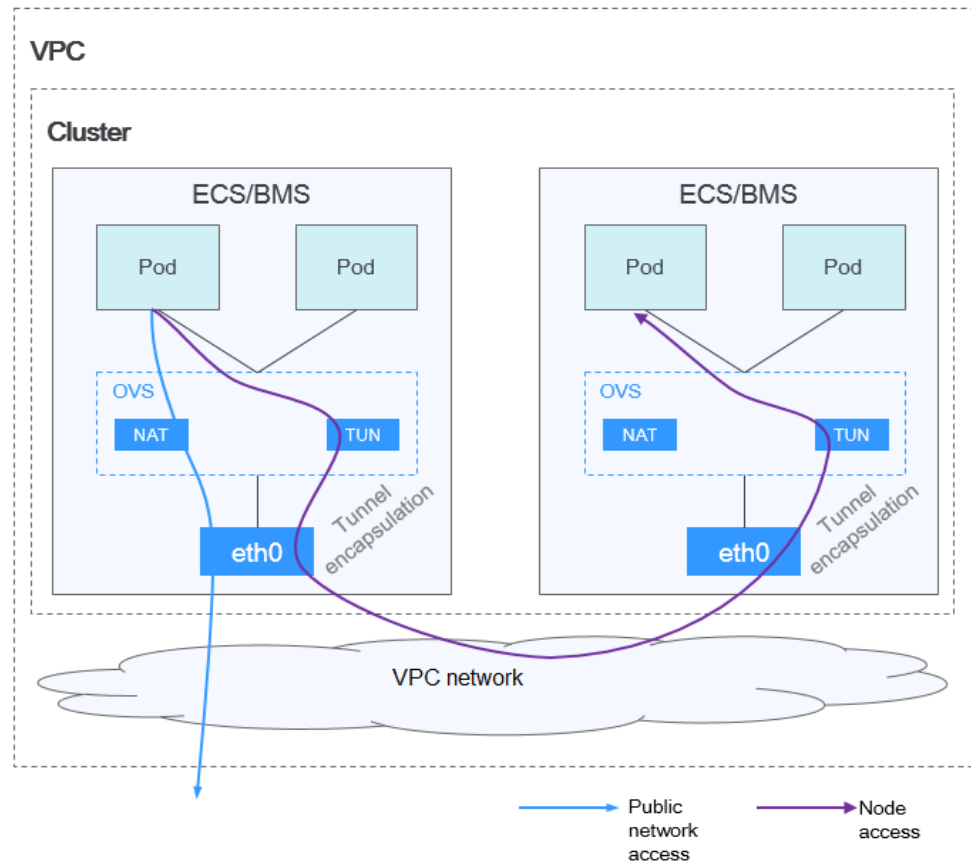 VPC
Cluster
ECS/BMS
Pod
Pod
OVS
NAT
TUN
Tunnel
encapsulation
eth0
ECS/BMS
Pod
Pod
OVS
NAT
TUN
Tunnel
encapsulation
eth0
VPC network
Public
network
access
Node
access